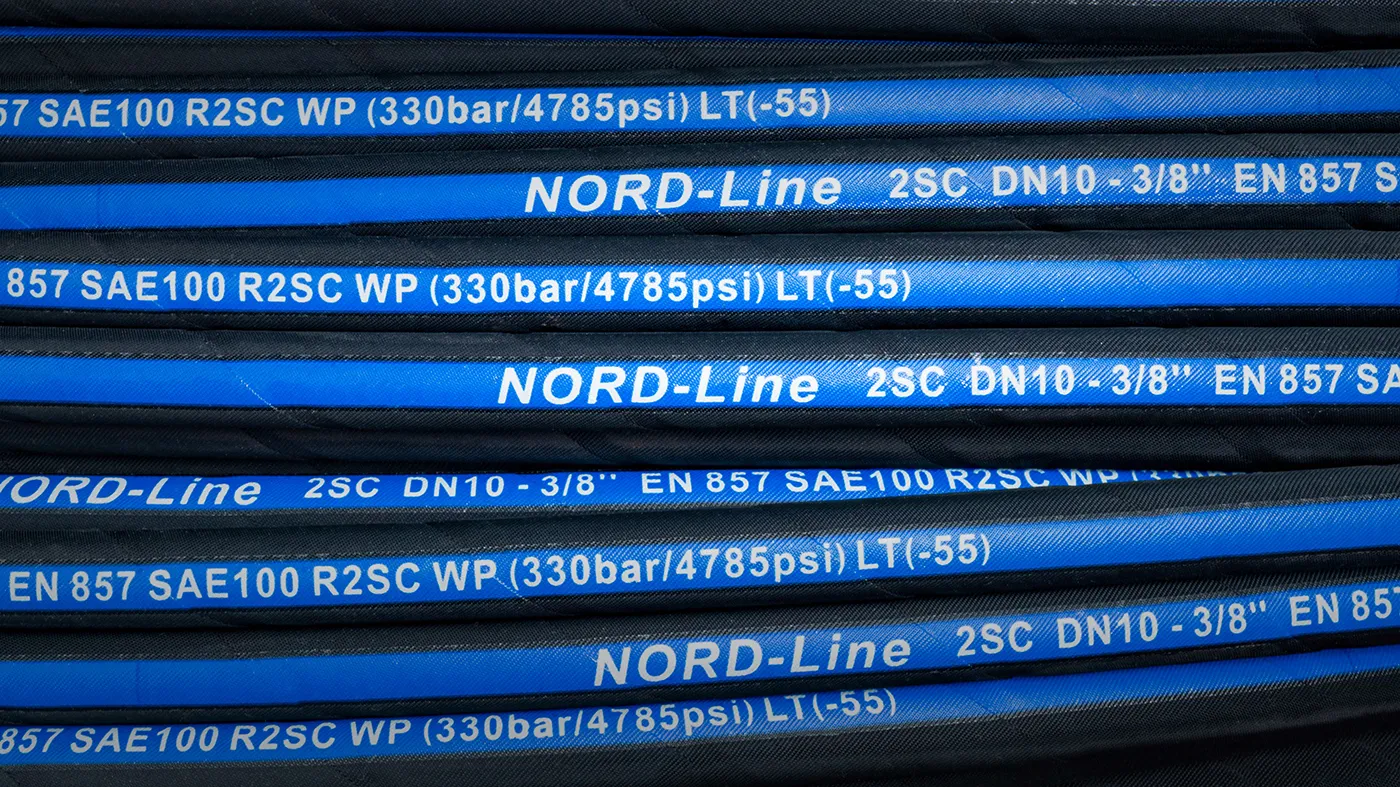 SAE100 R2SC WP (330bar/4785psi) LT(-55)
NORD-Line 2SC DN10 - 3/8'' EN 857
857 SAE100 R2SC WP (330bar/4785psi) LT(-55)
NORD-Line 2SC DN10 - 3/8'' EN 857 SA
NORD-Line 2SC DN10 - 3/8'' EN 857 SAE100 R2SC WP
EN 857 SAE100 R2SC WP (330bar/4785psi) LT(-55)
NORD-Line 2SC DN10 - 3/8'' EN 857
857 SAE100 R2SC WP (330bar/4785psi) LT(-55)